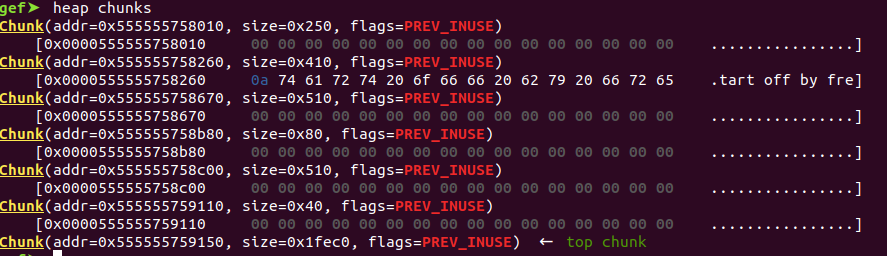 gef➤  heap chunks
Chunk(addr=0x555555758010, size=0x250, flags=PREV_INUSE)
    [0x0000555555758010     00 00 00 00 00 00 00 00 00 00 00 00 00 00 00 00    ................]
Chunk(addr=0x555555758260, size=0x410, flags=PREV_INUSE)
    [0x0000555555758260     0a 74 61 72 74 20 6f 66 66 20 62 79 20 66 72 65    .tart off by fre]
Chunk(addr=0x555555758670, size=0x510, flags=PREV_INUSE)
    [0x0000555555758670     00 00 00 00 00 00 00 00 00 00 00 00 00 00 00 00    ................]
Chunk(addr=0x555555758b80, size=0x80, flags=PREV_INUSE)
    [0x0000555555758b80     00 00 00 00 00 00 00 00 00 00 00 00 00 00 00 00    ................]
Chunk(addr=0x555555758c00, size=0x510, flags=PREV_INUSE)
    [0x0000555555758c00     00 00 00 00 00 00 00 00 00 00 00 00 00 00 00 00    ................]
Chunk(addr=0x555555759110, size=0x40, flags=PREV_INUSE)
    [0x0000555555759110     00 00 00 00 00 00 00 00 00 00 00 00 00 00 00 00    ................]
Chunk(addr=0x555555759150, size=0x1fec0, flags=PREV_INUSE)  ←  top chunk